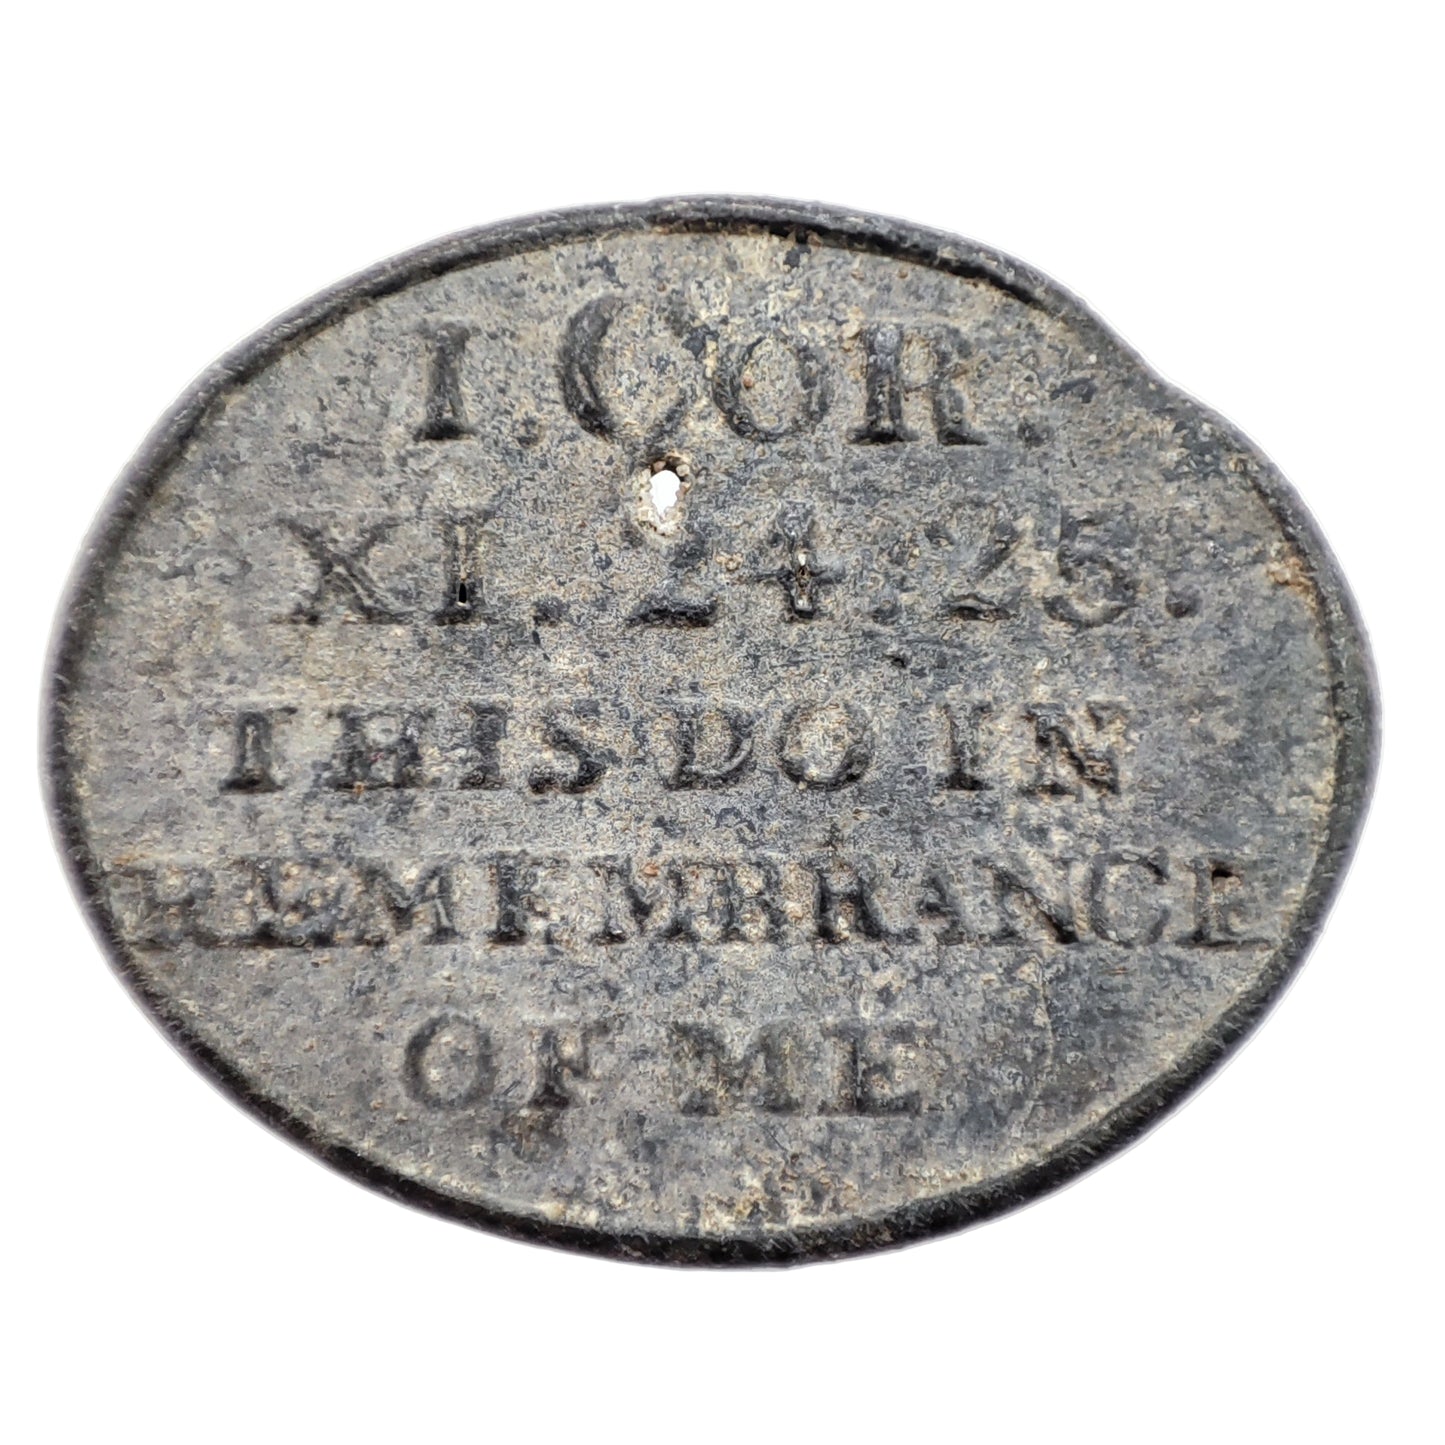 I. COR.
XI. 24. 25.
THIS DO IN
REMEMBRANCE
OF ME